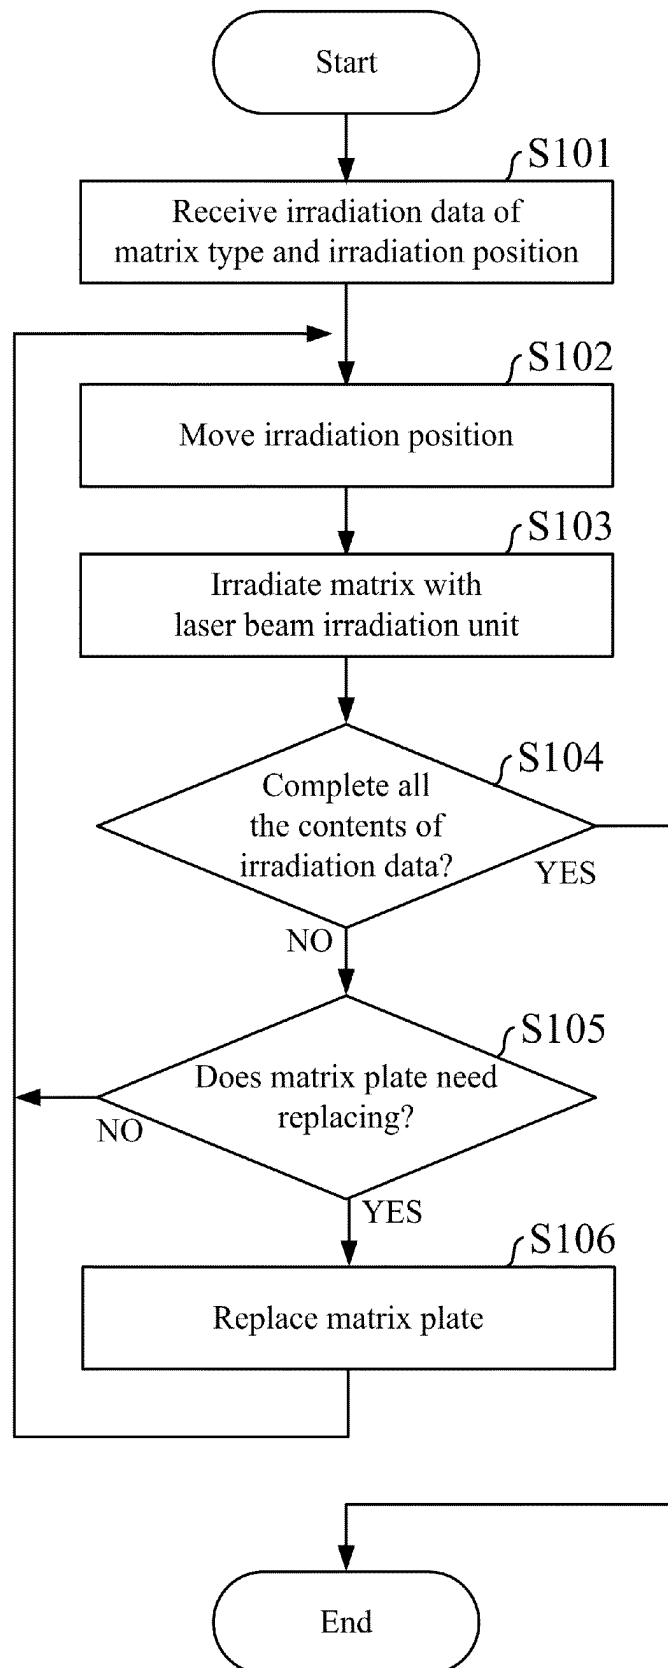 Start
S101
Receive irradiation data of
matrix type and irradiation position
S102
Move irradiation position
S103
Irradiate matrix with
laser beam irradiation unit
S104
Complete all
the contents of
irradiation data?
YES
NO
S105
Does matrix plate need
replacing?
NO
YES
S106
Replace matrix plate
End